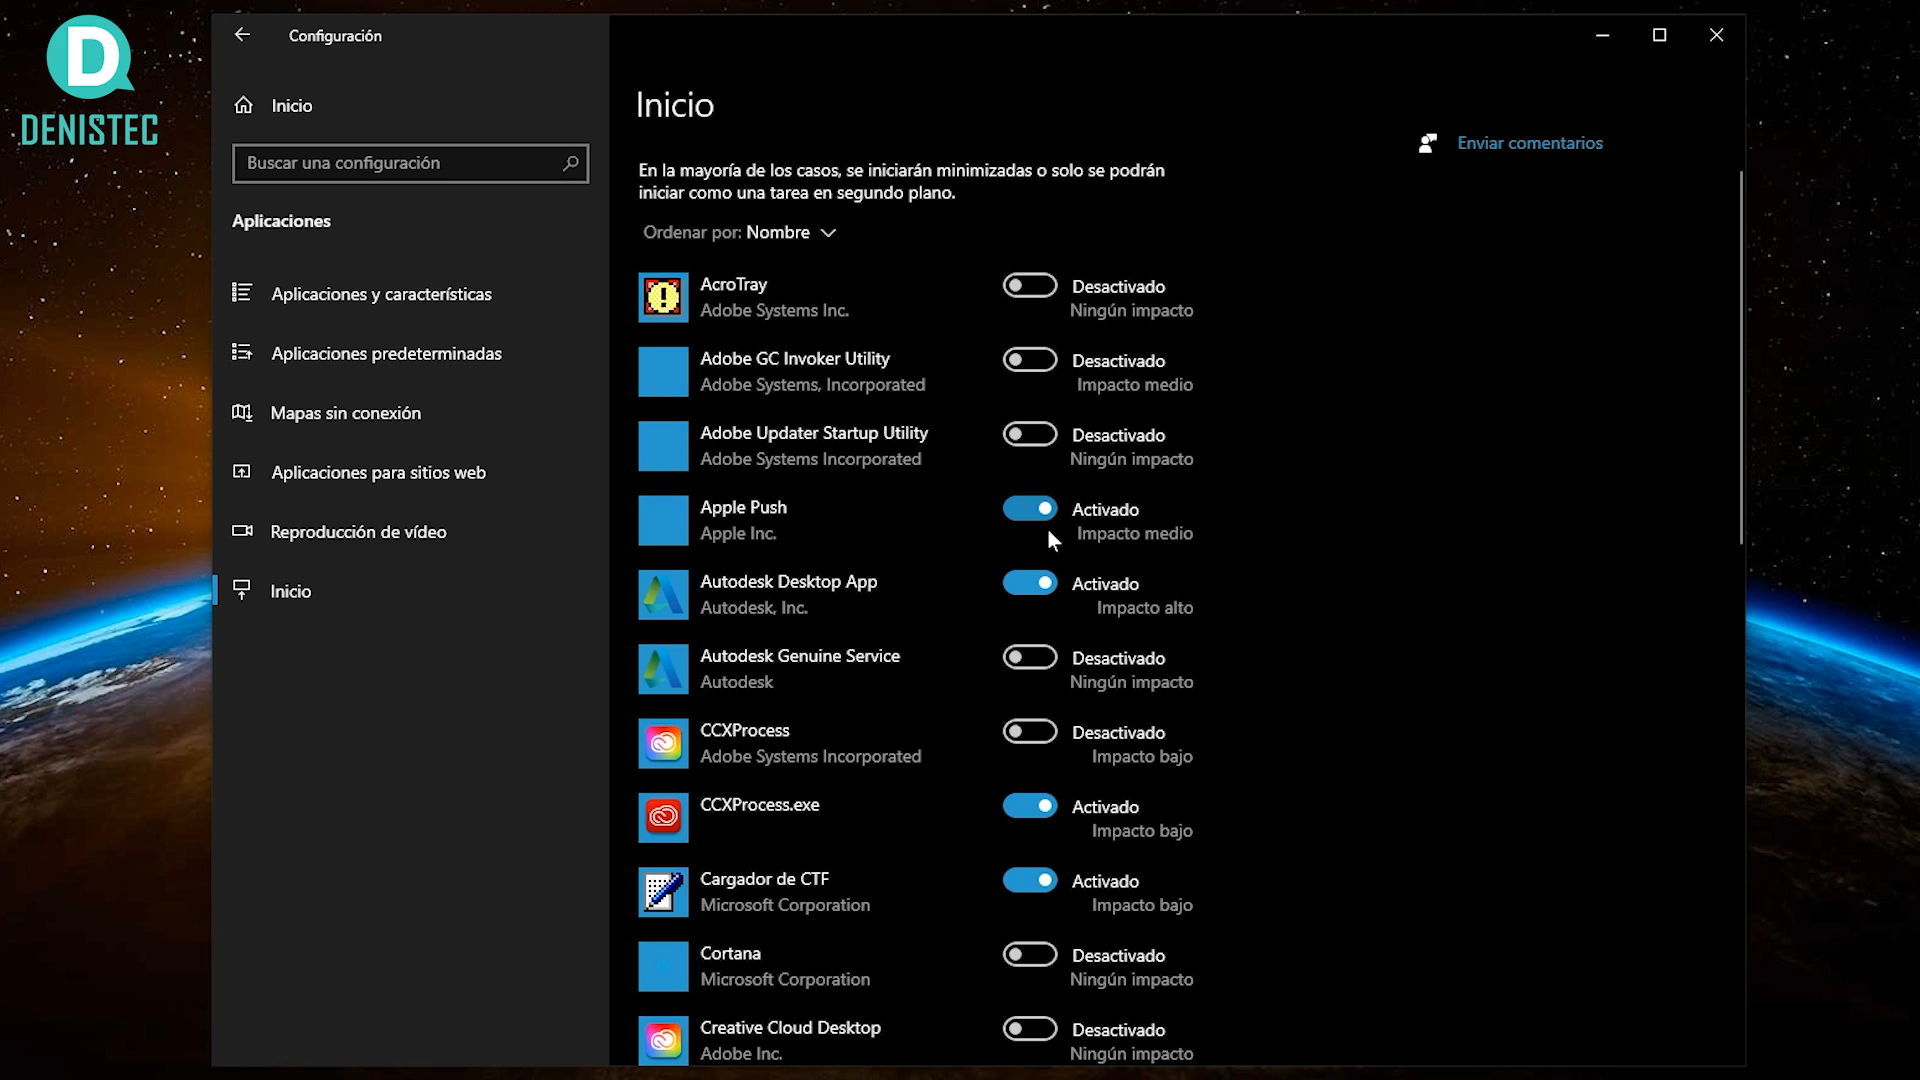 D
DENISTEC
Configuración
Inicio
Buscar una configuración
Aplicaciones
Aplicaciones y características
Aplicaciones predeterminadas
Mapas sin conexión
Aplicaciones para sitios web
Reproducción de vídeo
Inicio
Inicio
Enviar comentarios
En la mayoría de los casos, se iniciarán minimizadas o solo se podrán
iniciar como una tarea en segundo plano.
Ordenar por: Nombre
AcroTray
Desactivado
Adobe Systems Inc.
Ningún impacto
Adobe GC Invoker Utility
Desactivado
Adobe Systems, Incorporated
Impacto medio
Adobe Updater Startup Utility
Desactivado
Adobe Systems Incorporated
Ningún impacto
Apple Push
Activado
Apple Inc.
Impacto medio
Autodesk Desktop App
Activado
Autodesk, Inc.
Impacto alto
Autodesk Genuine Service
Desactivado
Autodesk
Ningún impacto
CCXProcess
Desactivado
Adobe Systems Incorporated
Impacto bajo
CCXProcess.exe
Activado
Impacto bajo
Cargador de CTF
Activado
Microsoft Corporation
Impacto bajo
Cortana
Desactivado
Microsoft Corporation
Ningún impacto
Creative Cloud Desktop
Desactivado
Adobe Inc.
Ningún impacto